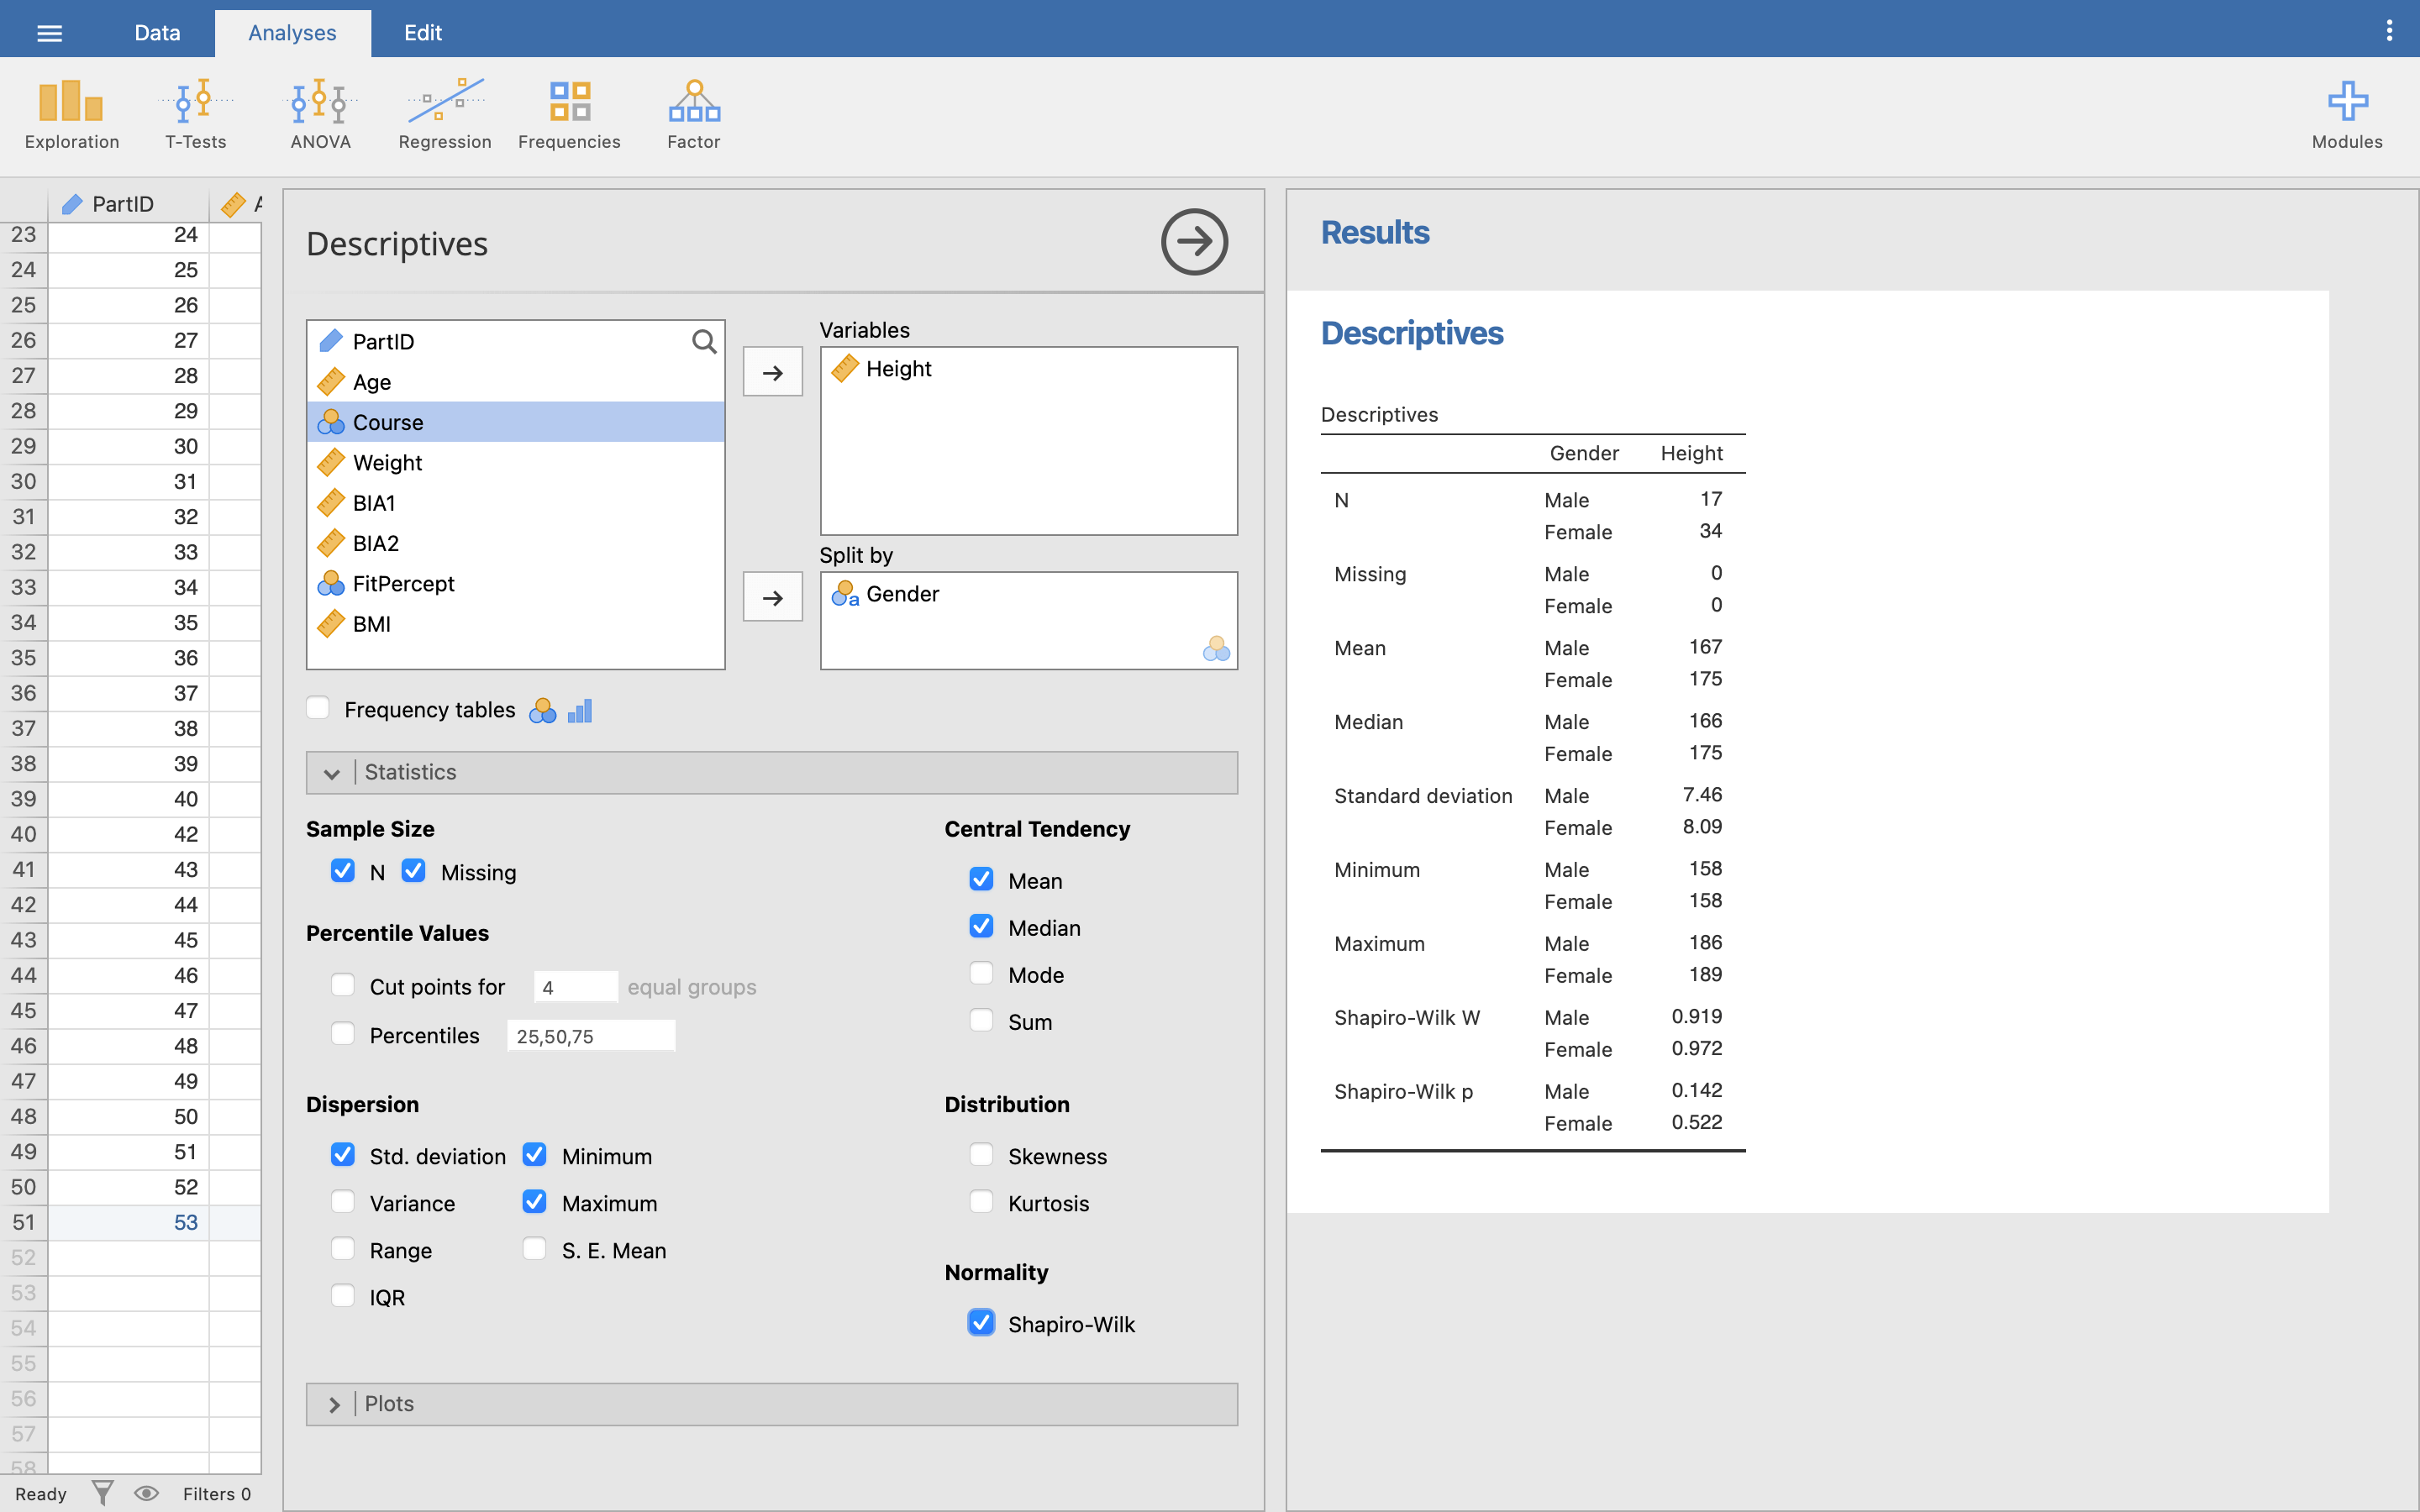 Data Analyses Edit
Exploration T-Tests ANOVA Regression Frequencies Factor Modules
PartID
23 24
24 25
25 26
26 27
27 28
28 29
29 30
30 31
31 32
32 33
33 34
34 35
35 36
36 37
37 38
38 39
39 40
40 42
41 43
42 44
43 45
44 46
45 47
46 48
47 49
48 50
49 51
50 52
51 53
52
53
54
55
56
57
58
Ready Filters 0
Descriptives
PartID
Age
Course
Weight
BIA1
BIA2
FitPercept
BMI
Variables
Height
Split by
a Gender
Frequency tables
Statistics
Sample Size
N Missing
Percentile Values
Cut points for 4 equal groups
Percentiles 25,50,75
Dispersion
Std. deviation Minimum
Variance Maximum
Range S. E. Mean
IQR
Central Tendency
Mean
Median
Mode
Sum
Distribution
Skewness
Kurtosis
Normality
Shapiro-Wilk
Plots
Results
Descriptives
Descriptives
Gender Height
N Male 17
Female 34
Missing Male 0
Female 0
Mean Male 167
Female 175
Median Male 166
Female 175
Standard deviation Male 7.46
Female 8.09
Minimum Male 158
Female 158
Maximum Male 186
Female 189
Shapiro-Wilk W Male 0.919
Female 0.972
Shapiro-Wilk p Male 0.142
Female 0.522